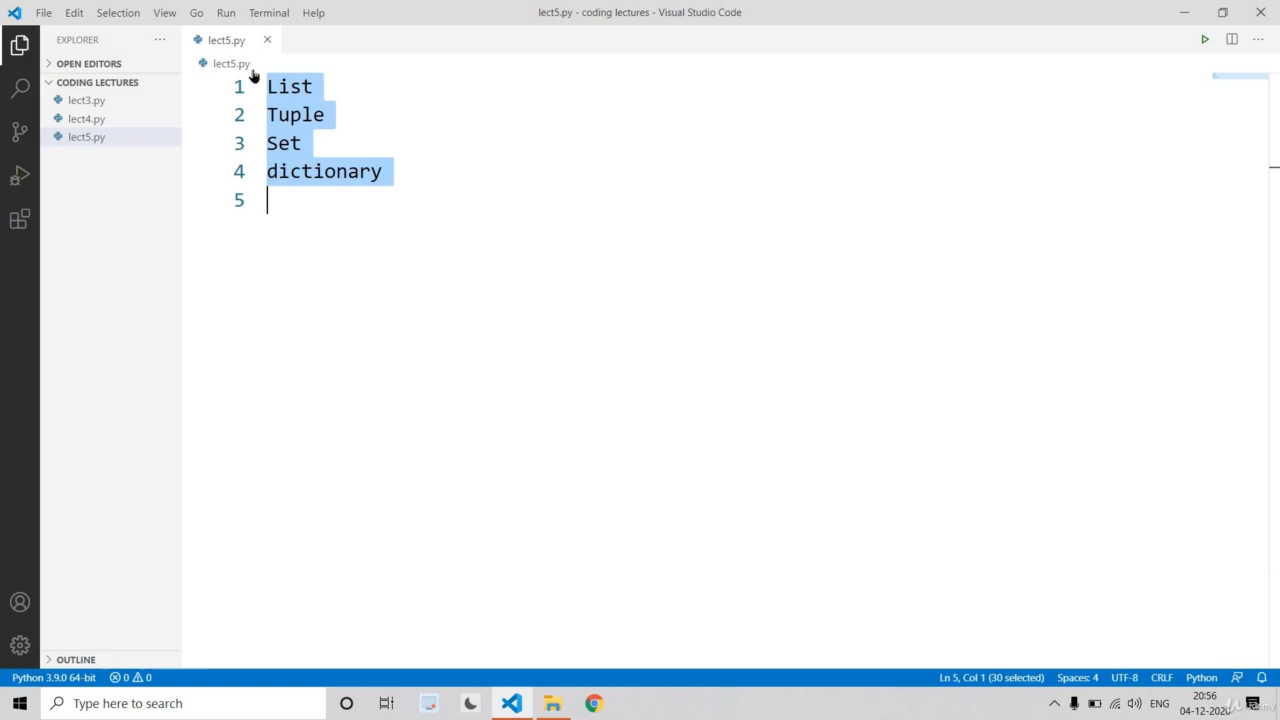 File Edit Selection View Go Run Terminal Help
lect5.py - coding lectures - Visual Studio Code
EXPLORER
lect5.py
OPEN EDITORS
lect5.py
CODING LECTURES
lect3.py
lect4.py
lect5.py
1 List
2 Tuple
3 Set
4 dictionary
5
OUTLINE
Python 3.9.0 64-bit 0 0
Ln 5, Col 1 (30 selected) Spaces: 4 UTF-8 CRLF Python
Type here to search
ENG
20:56
04-12-2020
Udemy